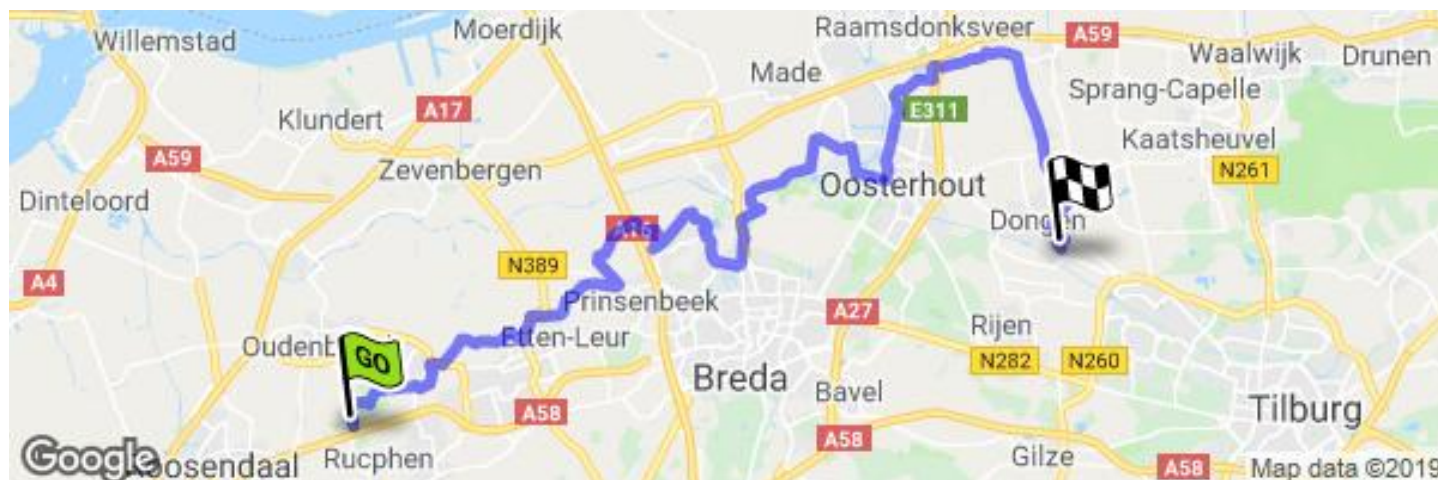 Willemstad
Moerdijk
Raamsdonksveer
A59
Waalwijk
Drunen
Made
Sprang-Capelle
Klundert
A17
E311
Kaatsheuvel
A59
Zevenbergen
N261
Dinteloord
Oosterhout
Dongen
A16
A4
N389
Prinsenbeek
A27
Rijen
Oudenb
GO
Etten-Leur
N282
N260
Breda
Bavel
Tilburg
A58
A58
Gilze
Google
Roosendaal
Rucphen
A58
Map data ©2019